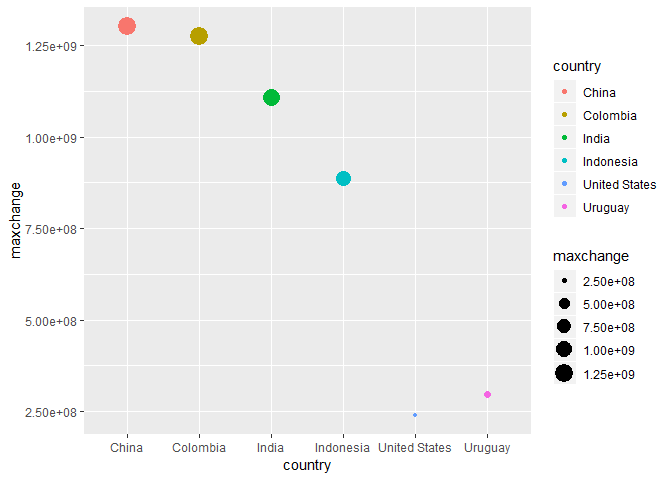 1.25e+09
1.00e+09
7.50e+08
5.00e+08
2.50e+08
maxchange
China Colombia India Indonesia United States Uruguay
country
country
China
Colombia
India
Indonesia
United States
Uruguay
maxchange
2.50e+08
5.00e+08
7.50e+08
1.00e+09
1.25e+09